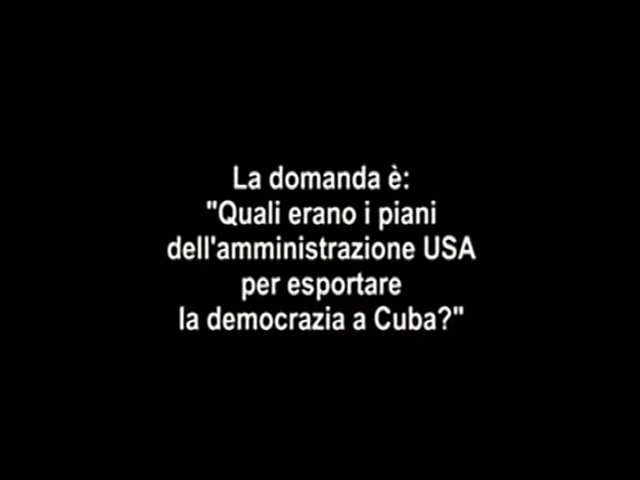 La domanda è:
"Quali erano i piani
dell'amministrazione USA
per esportare
la democrazia a Cuba?"